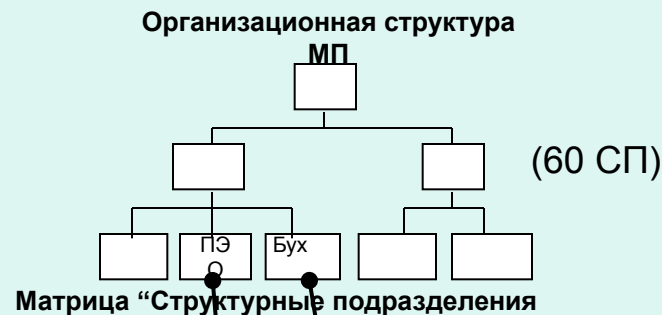 Организационная структура
МП
(60 СП)
ПЭ
О
Бух
Матрица “Структурные подразделения